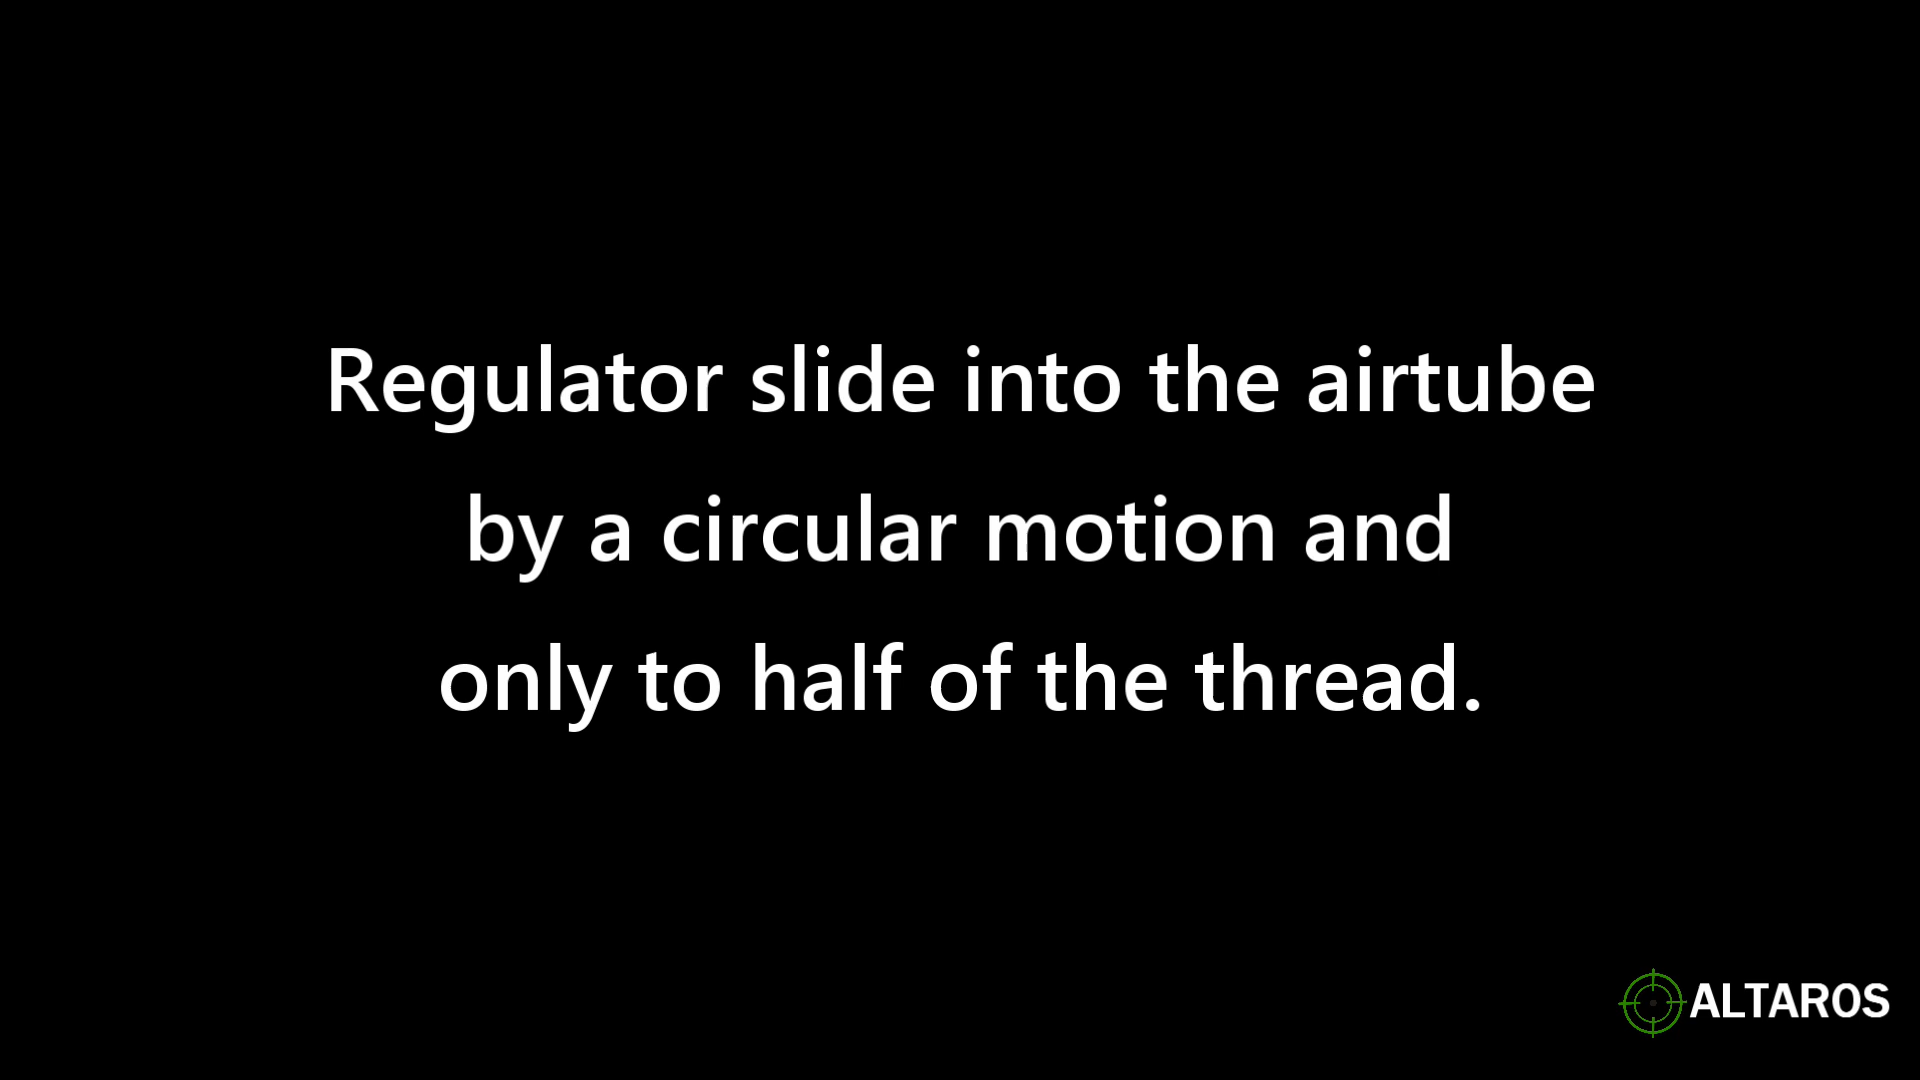 Regulator slide into the airtube
by a circular motion and
only to half of the thread.
ALTAROS